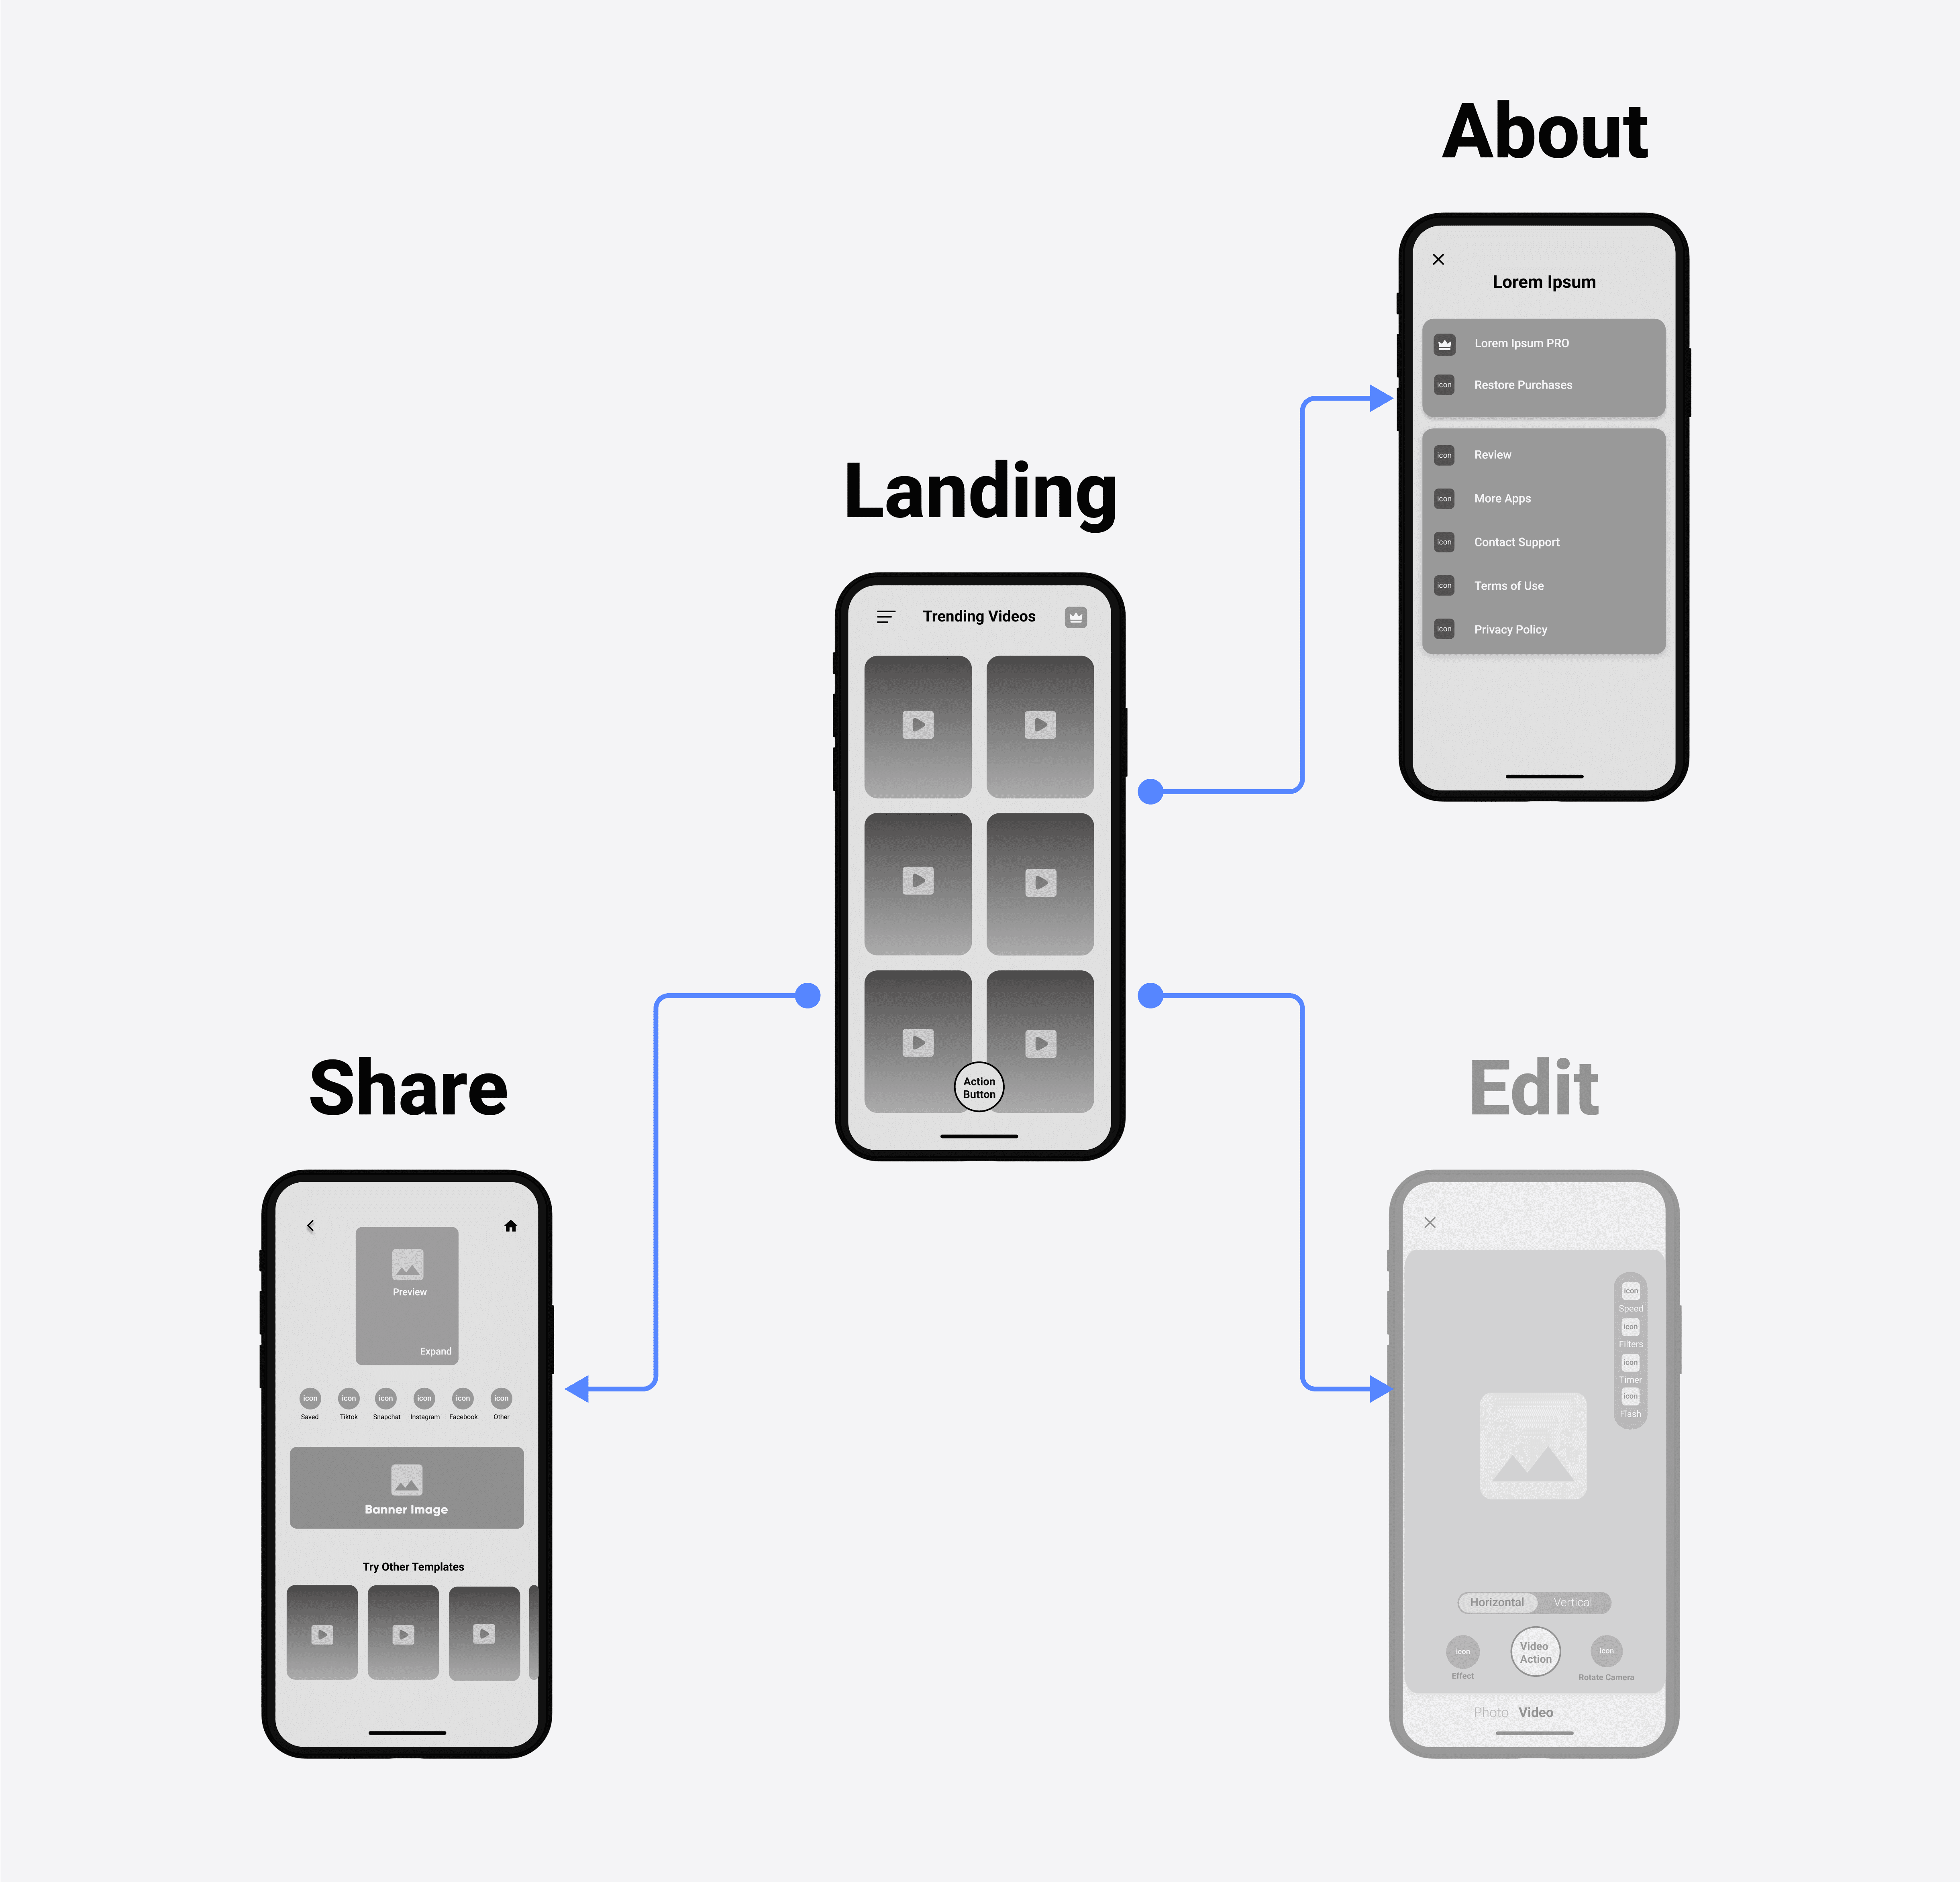 About
Lorem Ipsum
Lorem Ipsum PRO
icon Restore Purchases
icon Review
icon More Apps
icon Contact Support
icon Terms of Use
icon Privacy Policy
Landing
Trending Videos
Action
Button
Share
Preview
Expand
icon icon icon icon icon icon
Saved Tiktok Snapchat Instagram Facebook Other
Banner Image
Try Other Templates
Edit
icon
Speed
icon
Filters
icon
Timer
icon
Flash
Horizontal Vertical
icon
Effect
Video
Action
icon
Rotate Camera
Photo Video